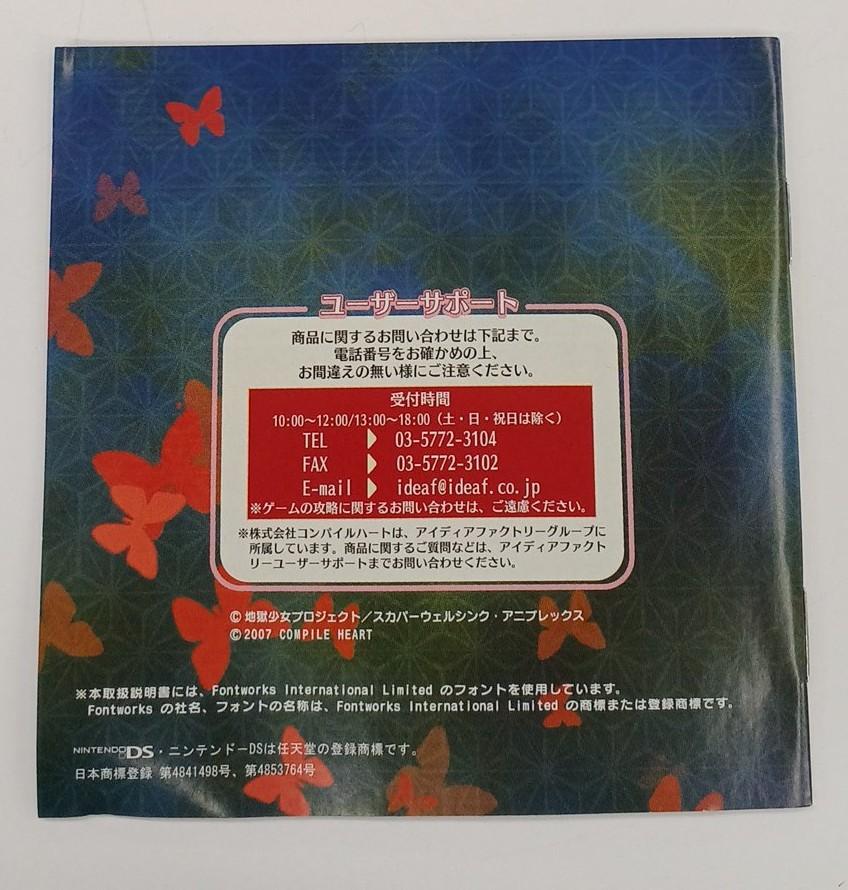 ユーザーサポート
商品に関するお問い合わせは下記まで。
電話番号をお確かめの上、
お間違えの無い様にご注意ください。
受付時間
10:00～12:00/13:00～18:00（土・日・祝日は除く）
TEL 03-5772-3104
FAX 03-5772-3102
E-mail ideaf@ideaf.co.jp
※ゲームの攻略に関するお問い合わせは、ご遠慮ください。
※株式会社コンパイルハートは、アイディアファクトリーグループに
所属しています。商品に関するご質問などは、アイディアファクト
リーユーザーサポートまでお問い合わせください。
© 地獄少女プロジェクト／スカパーウェルシンク・アニプレックス
©2007 COMPILE HEART
※本取扱説明書には、Fontworks International Limited のフォントを使用しています。
Fontworks の社名、フォントの名称は、Fontworks International Limited の商標または登録商標です。
NINTENDO DS・ニンテンドーDSは任天堂の登録商標です。
日本商標登録 第4841498号、第4853764号